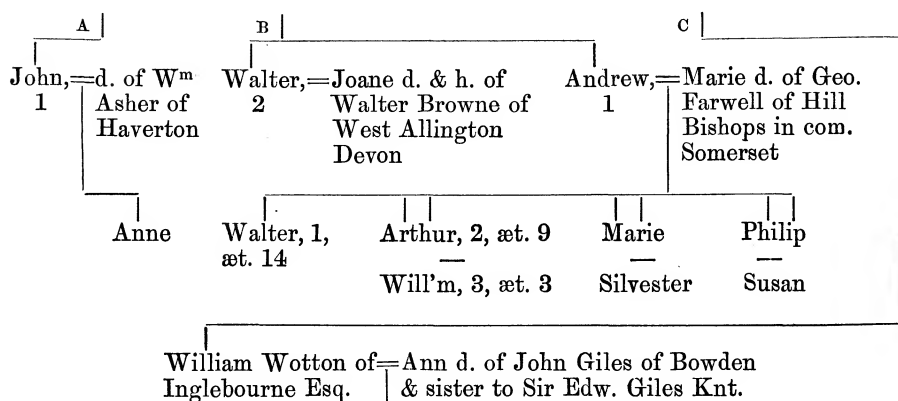 A B C
John,=d. of Wᵐ Walter,=Joane d. & h. of Andrew,=Marie d. of Geo.
1 Asher of 2 Walter Browne of 1 Farwell of Hill
Haverton West Allington Bishops in com.
Devon Somerset
Anne Walter, 1, Arthur, 2, æt. 9 Marie Philip
æt. 14 — — —
Will'm, 3, æt. 3 Silvester Susan
William Wotton of=Ann d. of John Giles of Bowden
Inglebourne Esq. & sister to Sir Edw. Giles Knt.